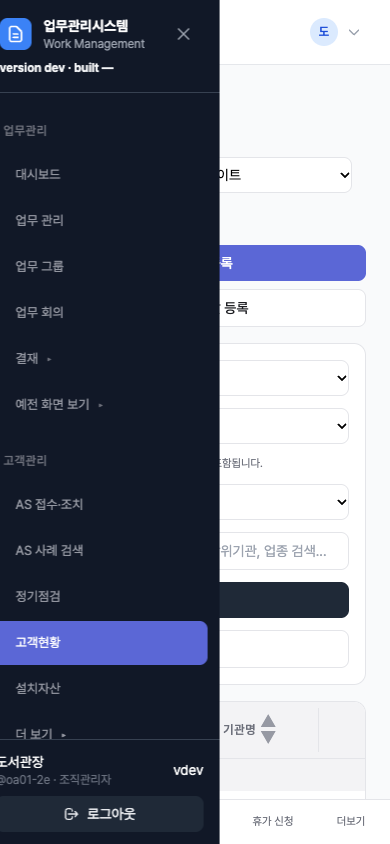 업무관리시스템
Work Management
version dev · built —
도
업무관리
대시보드
업무 관리
업무 그룹
업무 회의
결재
예전 화면 보기
고객관리
AS 접수·조치
AS 사례 검색
정기점검
고객현황
설치자산
더 보기
도서관장
@oa01-2e · 조직관리자
vdev
로그아웃
이트
록
등록
포함됩니다.
위기관, 업종 검색...
기관명
휴가 신청
더보기